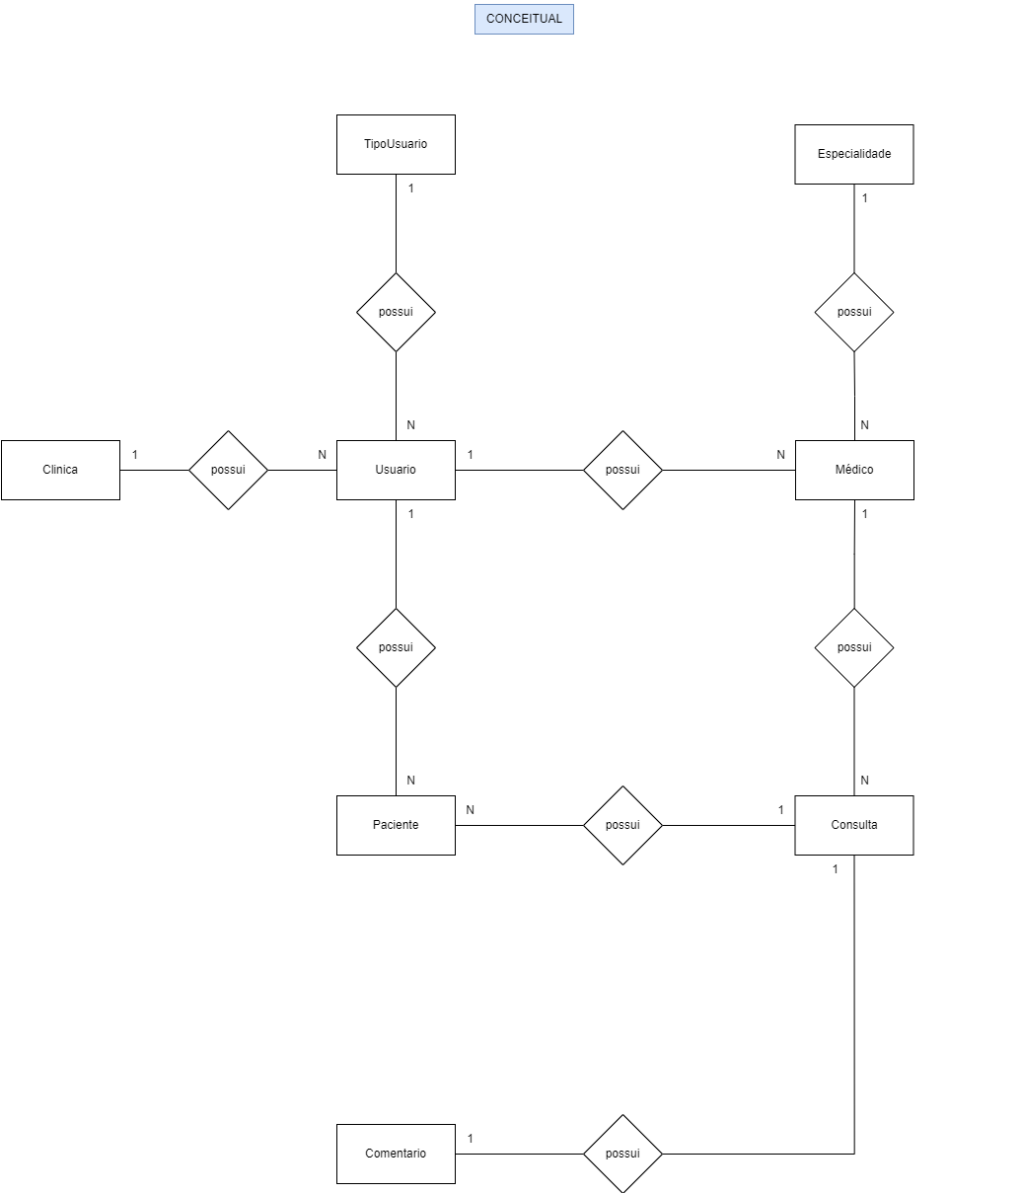 CONCEITUAL
TipoUsuario
Especialidade
1
1
possui
possui
N
N
1
N
1
N
Clinica
possui
Usuario
possui
Médico
1
1
possui
possui
N
N
N
1
Paciente
possui
Consulta
1
1
Comentario
possui